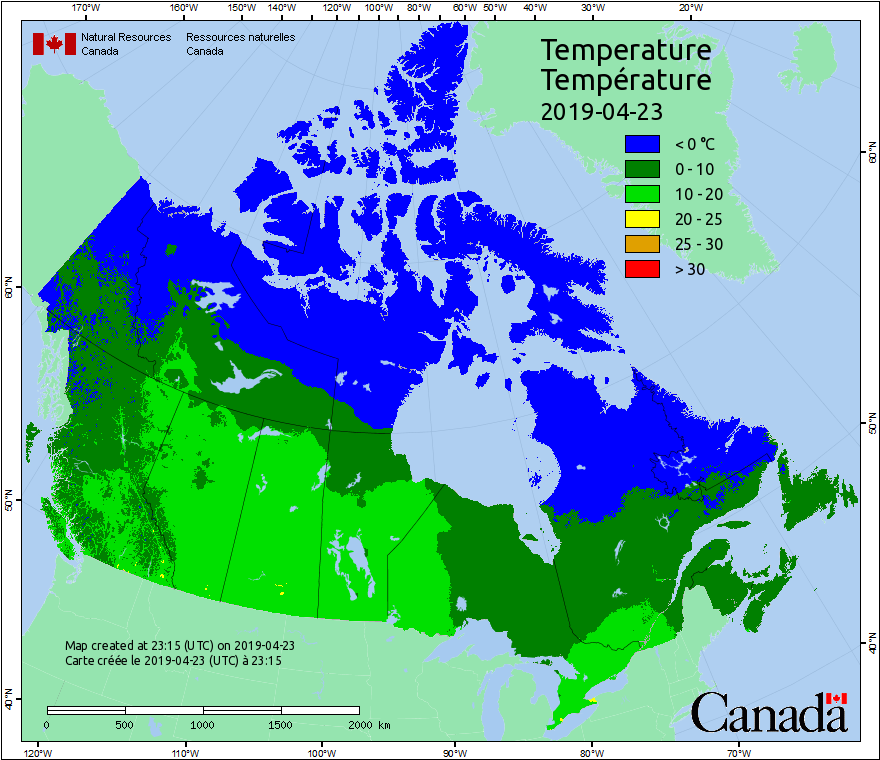 170°W 160°W 150°W 140°W 120°W 100°W 80°W 60°W 50°W 40°W 30°W 20°W
Natural Resources Canada
Ressources naturelles Canada
Temperature
Température
2019-04-23
< 0 °C
0 - 10
10 - 20
20 - 25
25 - 30
> 30
60°N
50°N
40°N
60°N
50°N
40°N
Map created at 23:15 (UTC) on 2019-04-23
Carte créée le 2019-04-23 (UTC) à 23:15
0 500 1000 1500 2000 km
Canada
120°W 110°W 100°W 90°W 80°W 70°W